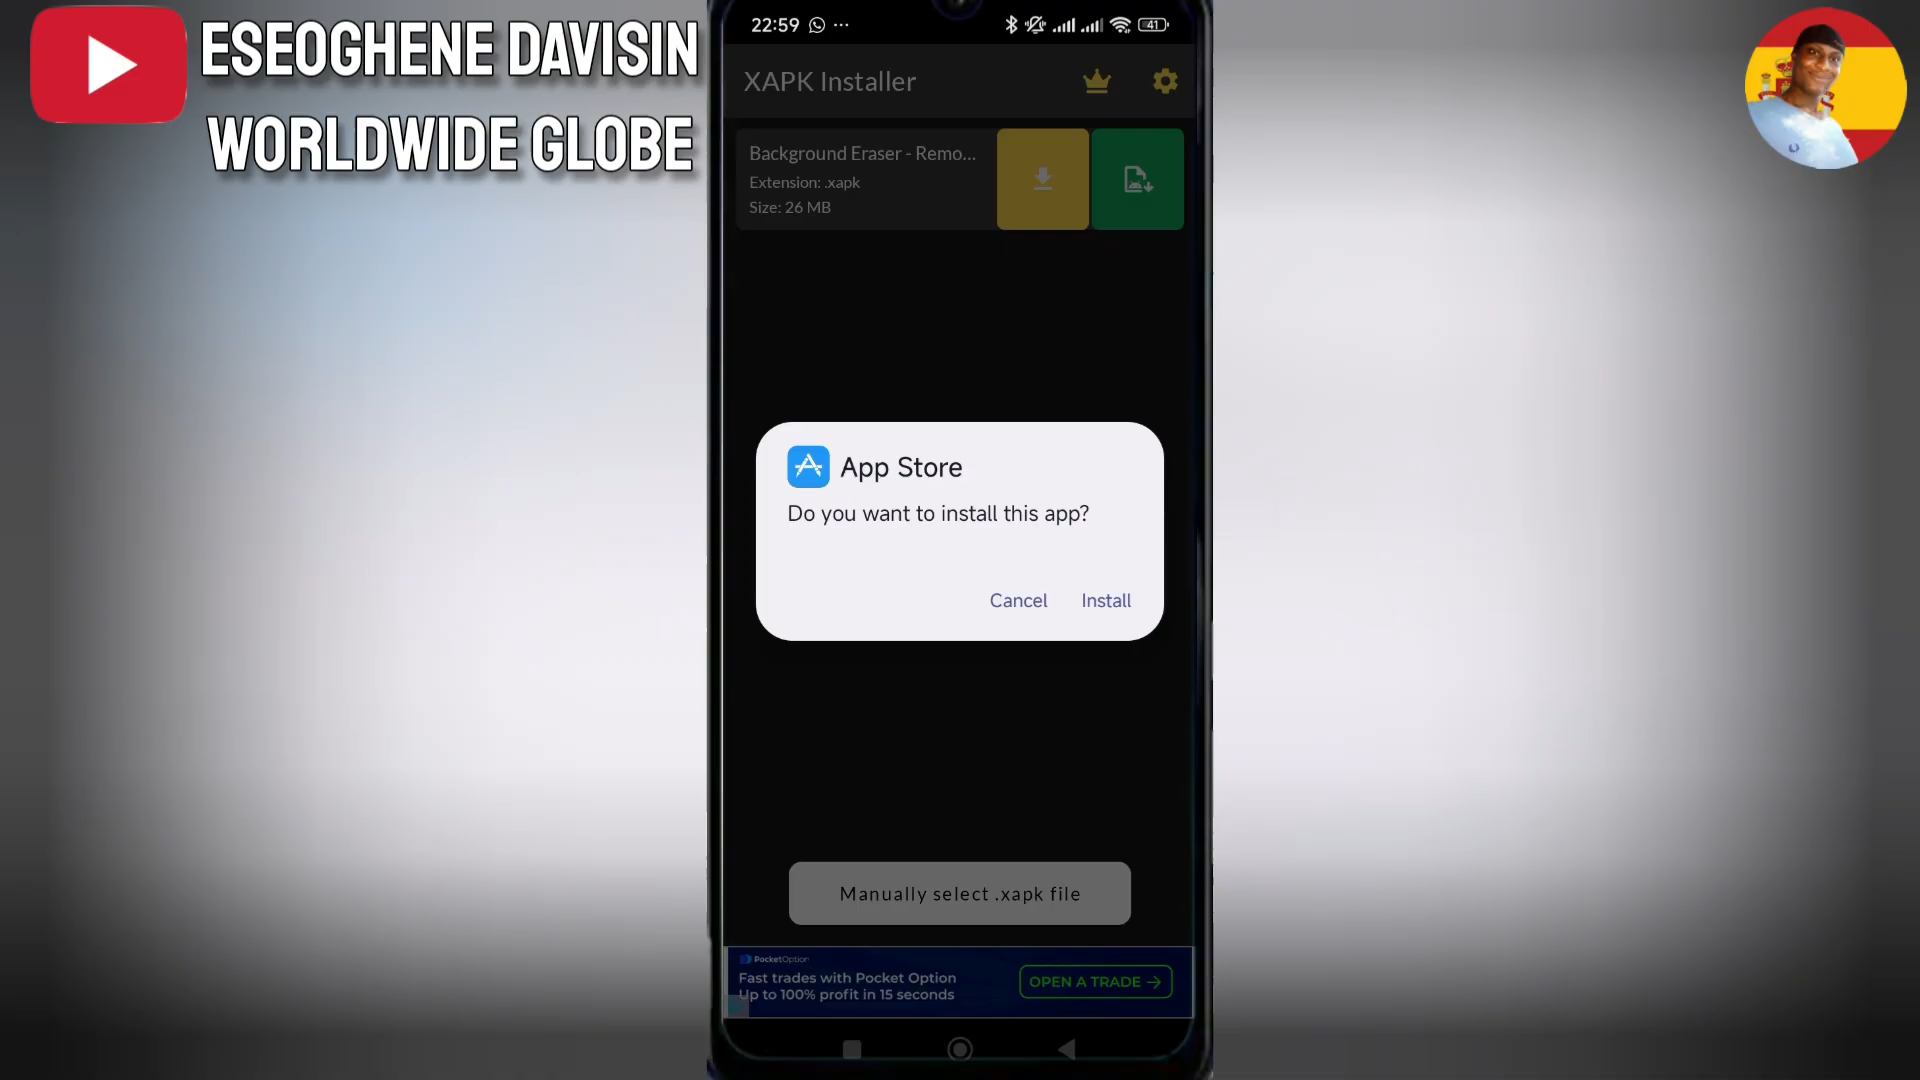 ESEOGHENE DAVISIN
WORLDWIDE GLOBE
22:59
41
XAPK Installer
Background Eraser - Remo...
Extension: .xapk
Size: 26 MB
App Store
Do you want to install this app?
Cancel Install
Manually select .xapk file
PocketOption
Fast trades with Pocket Option
Up to 100% profit in 15 seconds
OPEN A TRADE